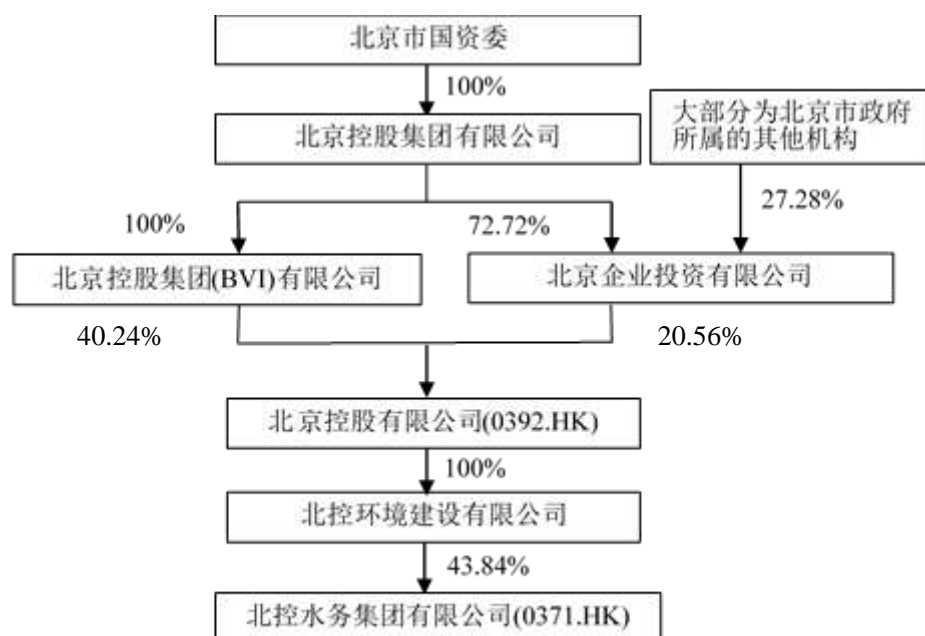 北京市国资委
100%
北京控股集团有限公司
大部分为北京市政府
所属的其他机构
27.28%
100%
72.72%
北京控股集团(BVI)有限公司
北京企业投资有限公司
40.24%
20.56%
北京控股有限公司(0392.HK)
100%
北控环境建设有限公司
43.84%
北控水务集团有限公司(0371.HK)